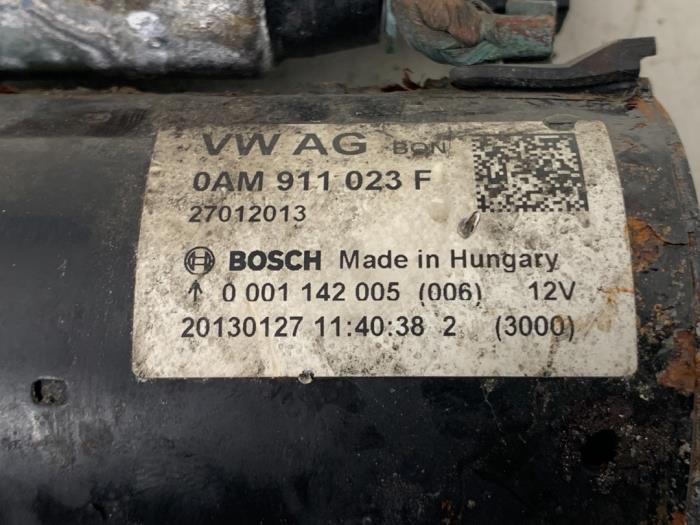 VW AG BON
0AM 911 023 F
27012013
BOSCH Made in Hungary
↑ 0 001 142 005 (006) 12V
20130127 11:40:38 2 (3000)